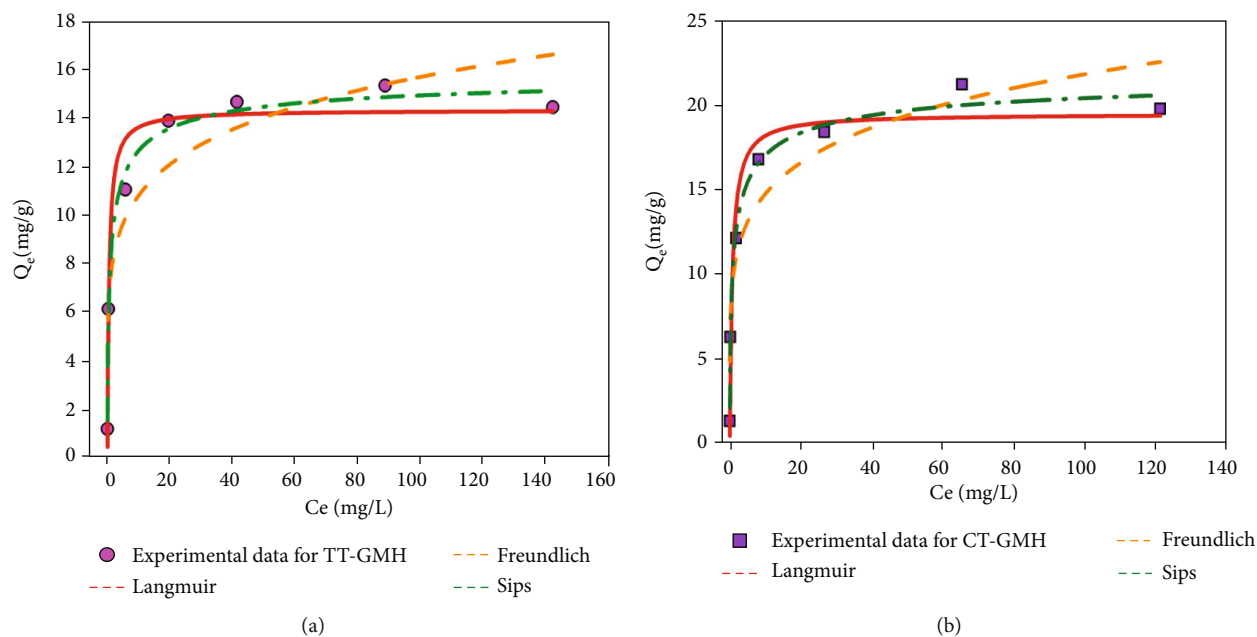 18
16
14
12
10
8
6
4
2
0
Qe(mg/g)
0 20 40 60 80 100 120 140 160
Ce (mg/L)
Experimental data for TT-GMH
Freundlich
Langmuir
Sips
(a)
25
20
15
10
5
0
Qe(mg/g)
0 20 40 60 80 100 120 140
Ce (mg/L)
Experimental data for CT-GMH
Freundlich
Langmuir
Sips
(b)